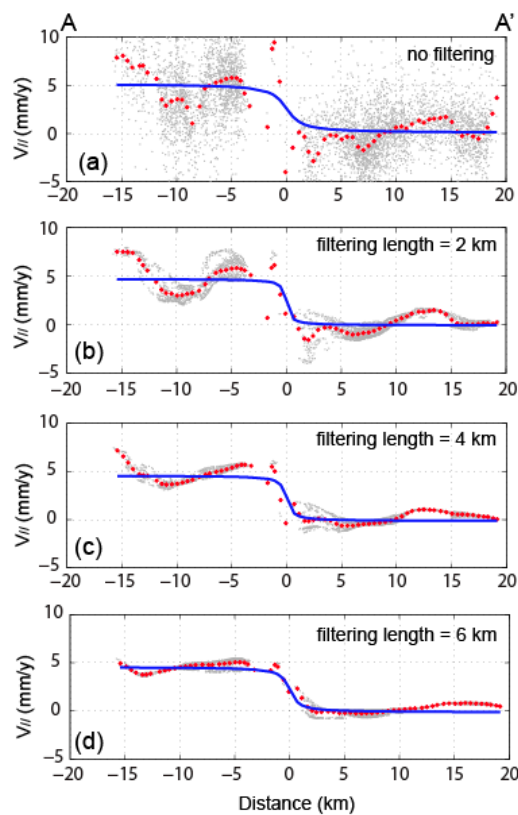 A A'
10
no filtering
5
V// (mm/y)
0
(a)
−5
−20 −15 −10 −5 0 5 10 15 20
10
filtering length = 2 km
5
V// (mm/y)
0
(b)
−5
−20 −15 −10 −5 0 5 10 15 20
10
filtering length = 4 km
5
V// (mm/y)
0
(c)
−5
−20 −15 −10 −5 0 5 10 15 20
10
filtering length = 6 km
5
V// (mm/y)
0
(d)
−5
−20 −15 −10 −5 0 5 10 15 20
Distance (km)